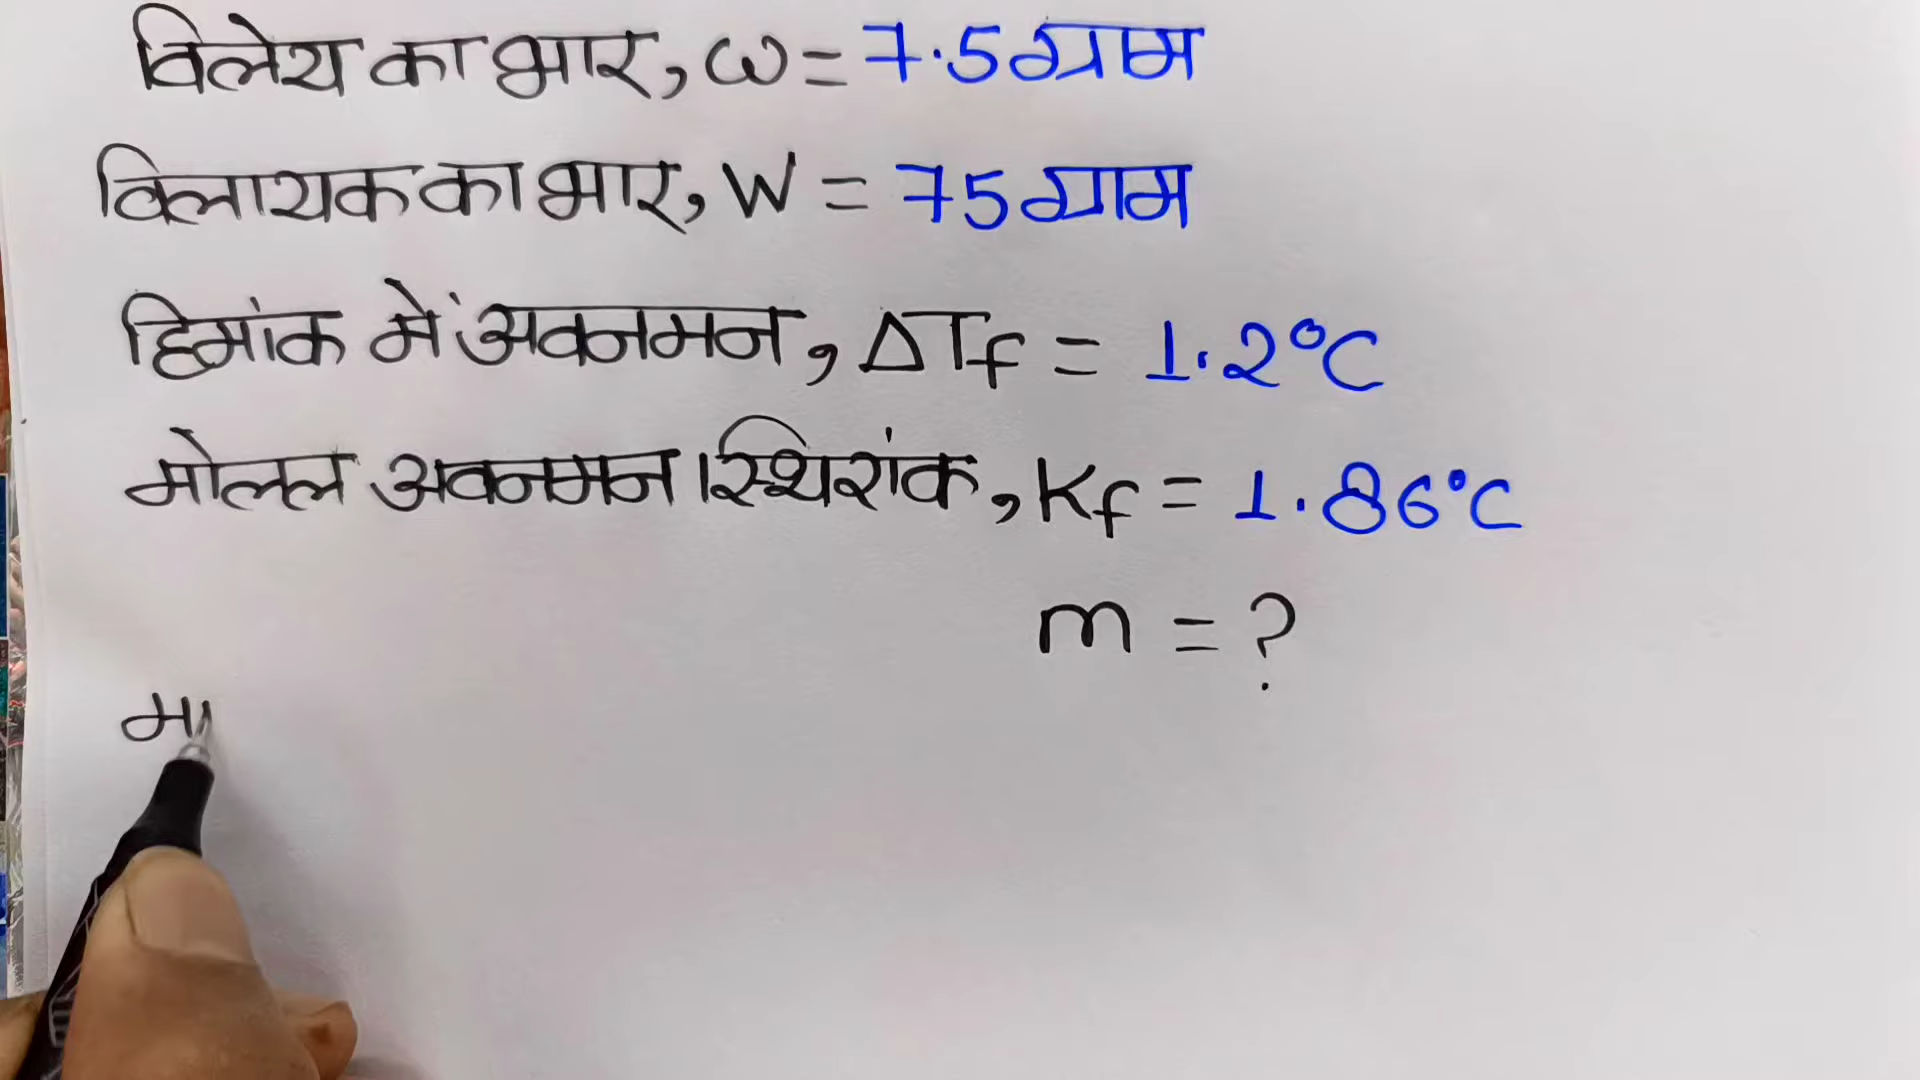 विलेय का भार, w = 7.5 ग्राम
विलायक का भार, W = 75 ग्राम
हिमांक में अवनमन, ΔTf = 1.2°C
मोलल अवनमन स्थिरांक, Kf = 1.86°C
m = ?
मा